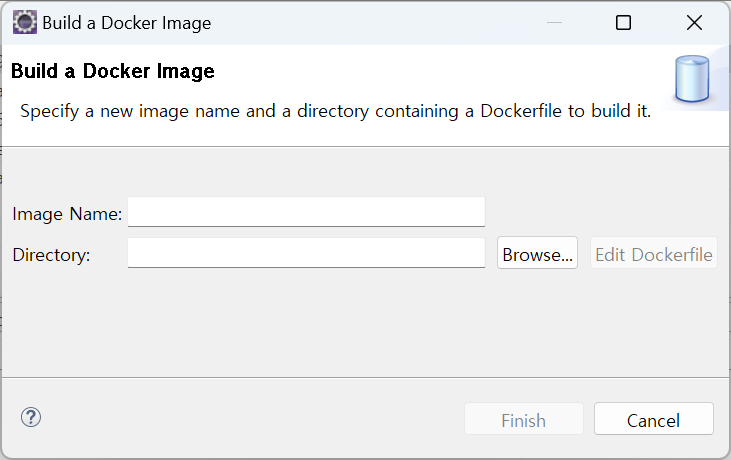 Build a Docker Image
Build a Docker Image
Specify a new image name and a directory containing a Dockerfile to build it.
Image Name:
Directory:
Browse...
Edit Dockerfile
?
Finish
Cancel